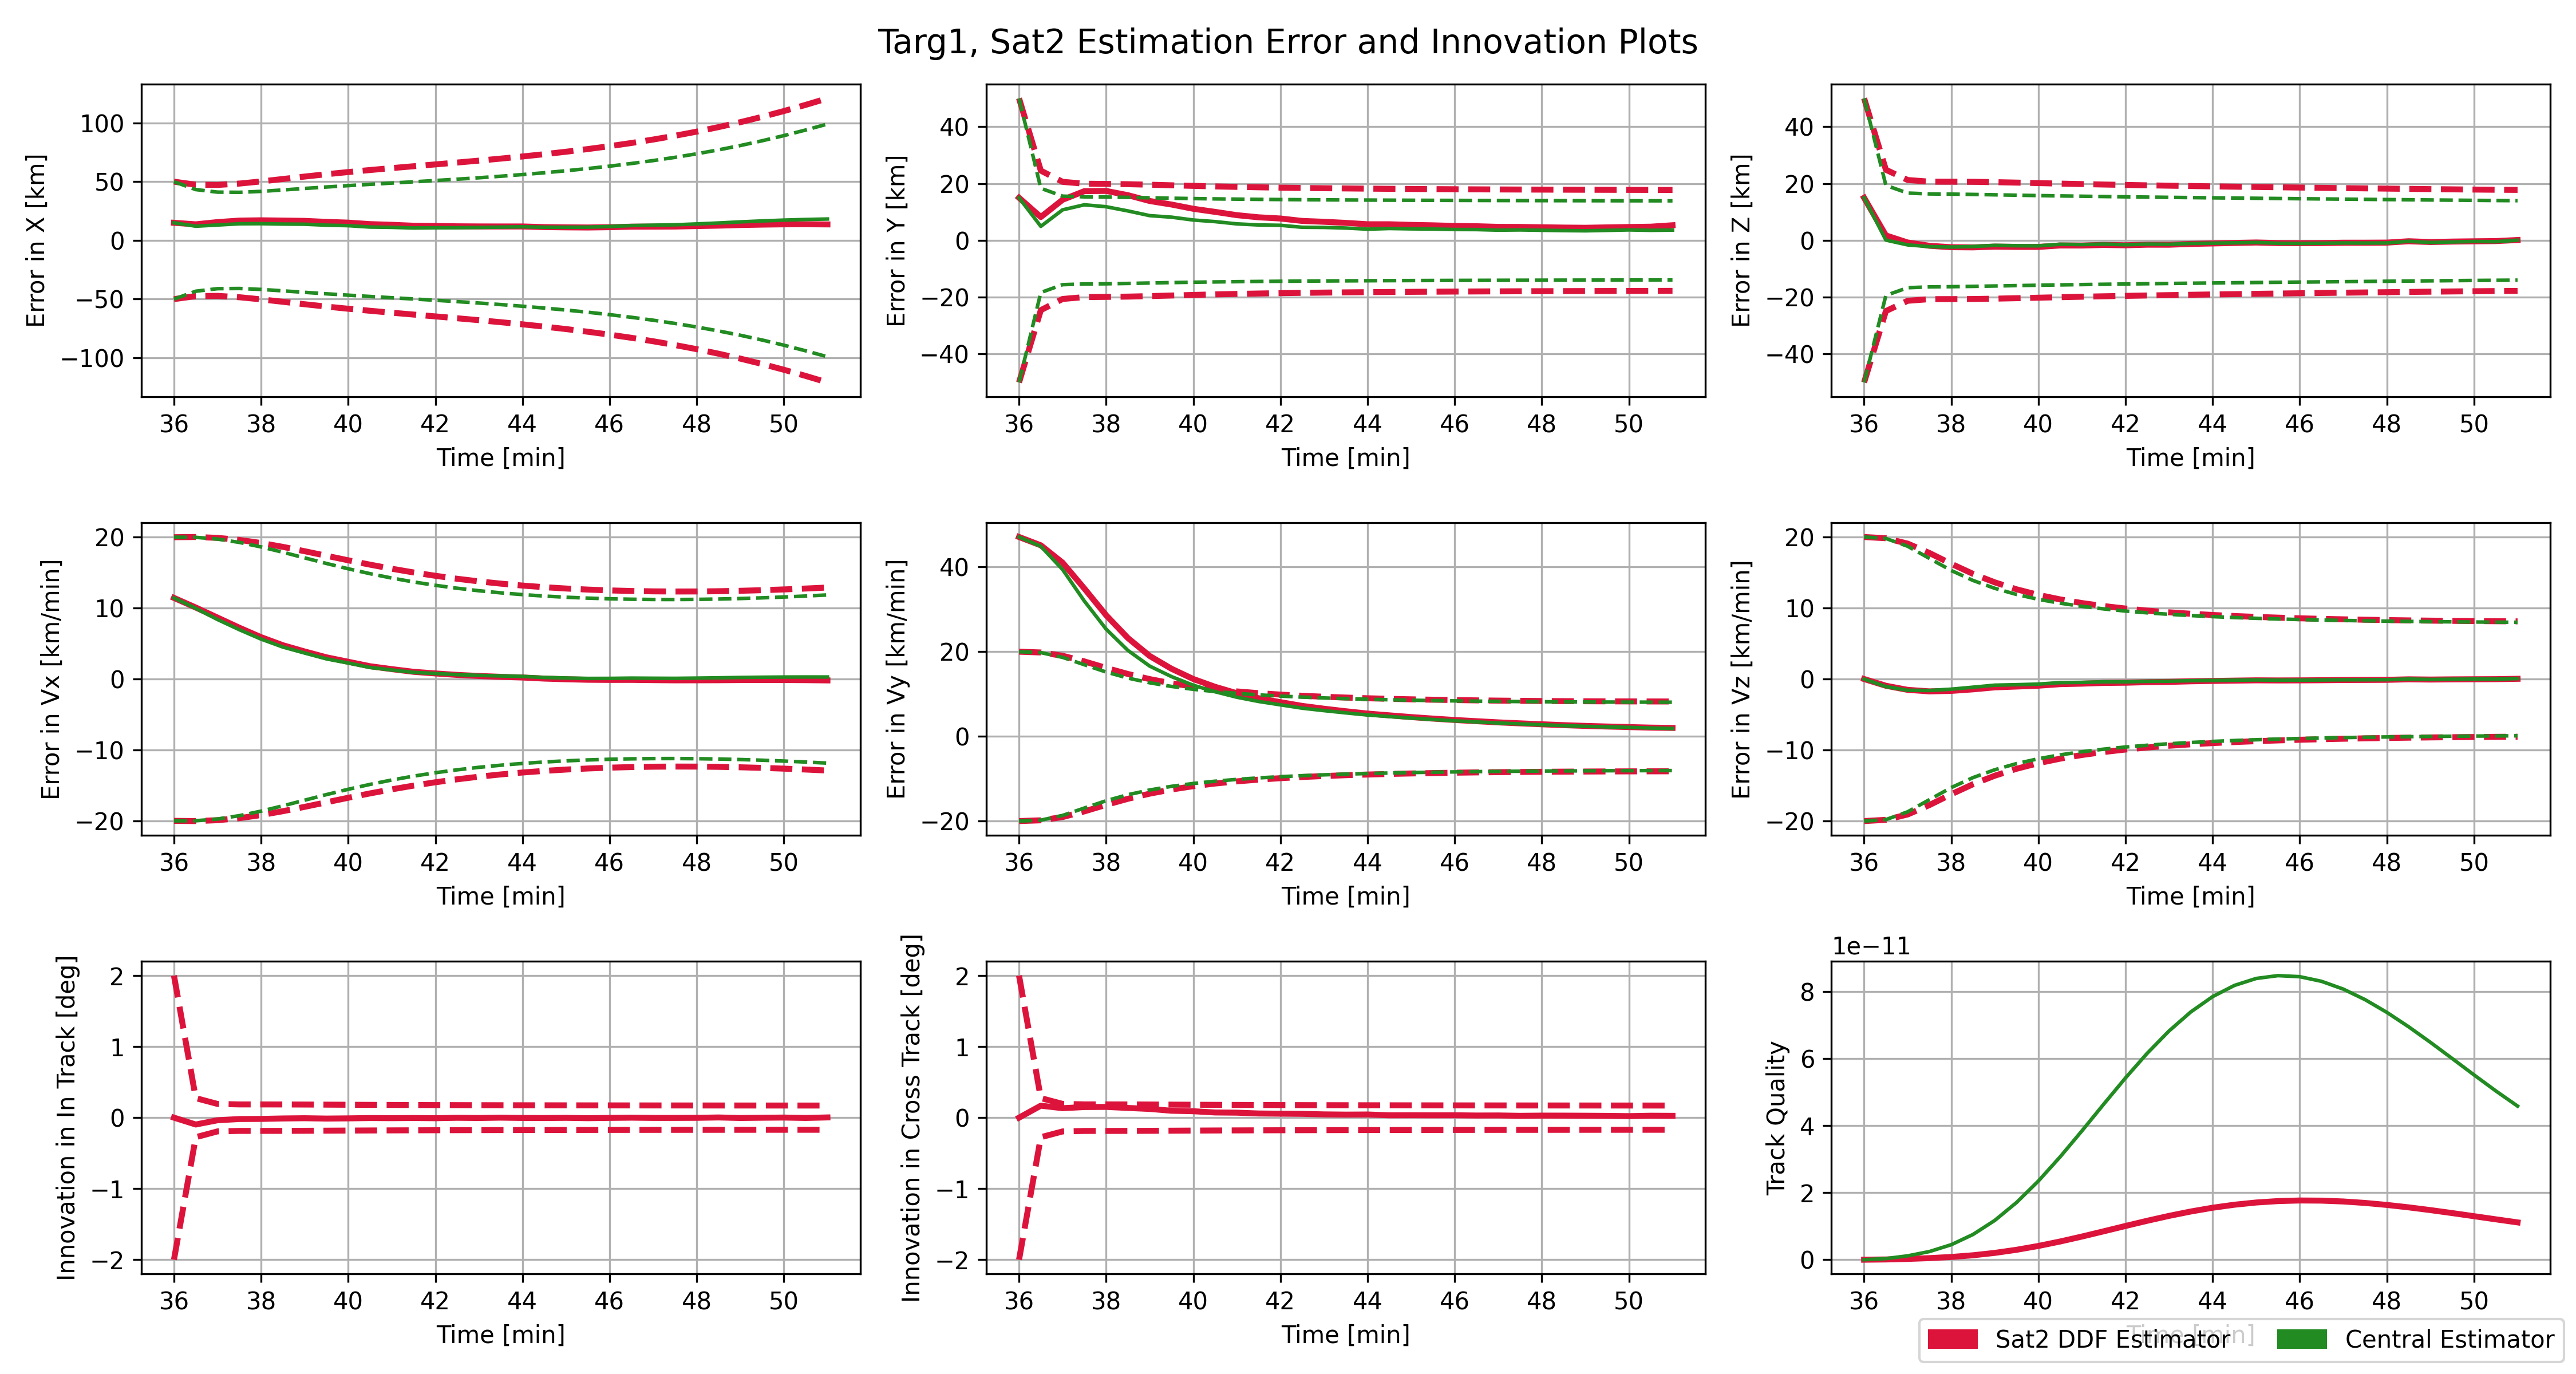 Targ1, Sat2 Estimation Error and Innovation Plots
Error in X [km]
100
50
0
−50
−100
36 38 40 42 44 46 48 50
Time [min]
Error in Y [km]
40
20
0
−20
−40
36 38 40 42 44 46 48 50
Time [min]
Error in Z [km]
40
20
0
−20
−40
36 38 40 42 44 46 48 50
Time [min]
Error in Vx [km/min]
20
10
0
−10
−20
36 38 40 42 44 46 48 50
Time [min]
Error in Vy [km/min]
40
20
0
−20
36 38 40 42 44 46 48 50
Time [min]
Error in Vz [km/min]
20
10
0
−10
−20
36 38 40 42 44 46 48 50
Time [min]
Innovation in In Track [deg]
2
1
0
−1
−2
36 38 40 42 44 46 48 50
Time [min]
Innovation in Cross Track [deg]
2
1
0
−1
−2
36 38 40 42 44 46 48 50
Time [min]
1e−11
Track Quality
8
6
4
2
0
36 38 40 42 44 46 48 50
Time [min]
Sat2 DDF Estimator
Central Estimator